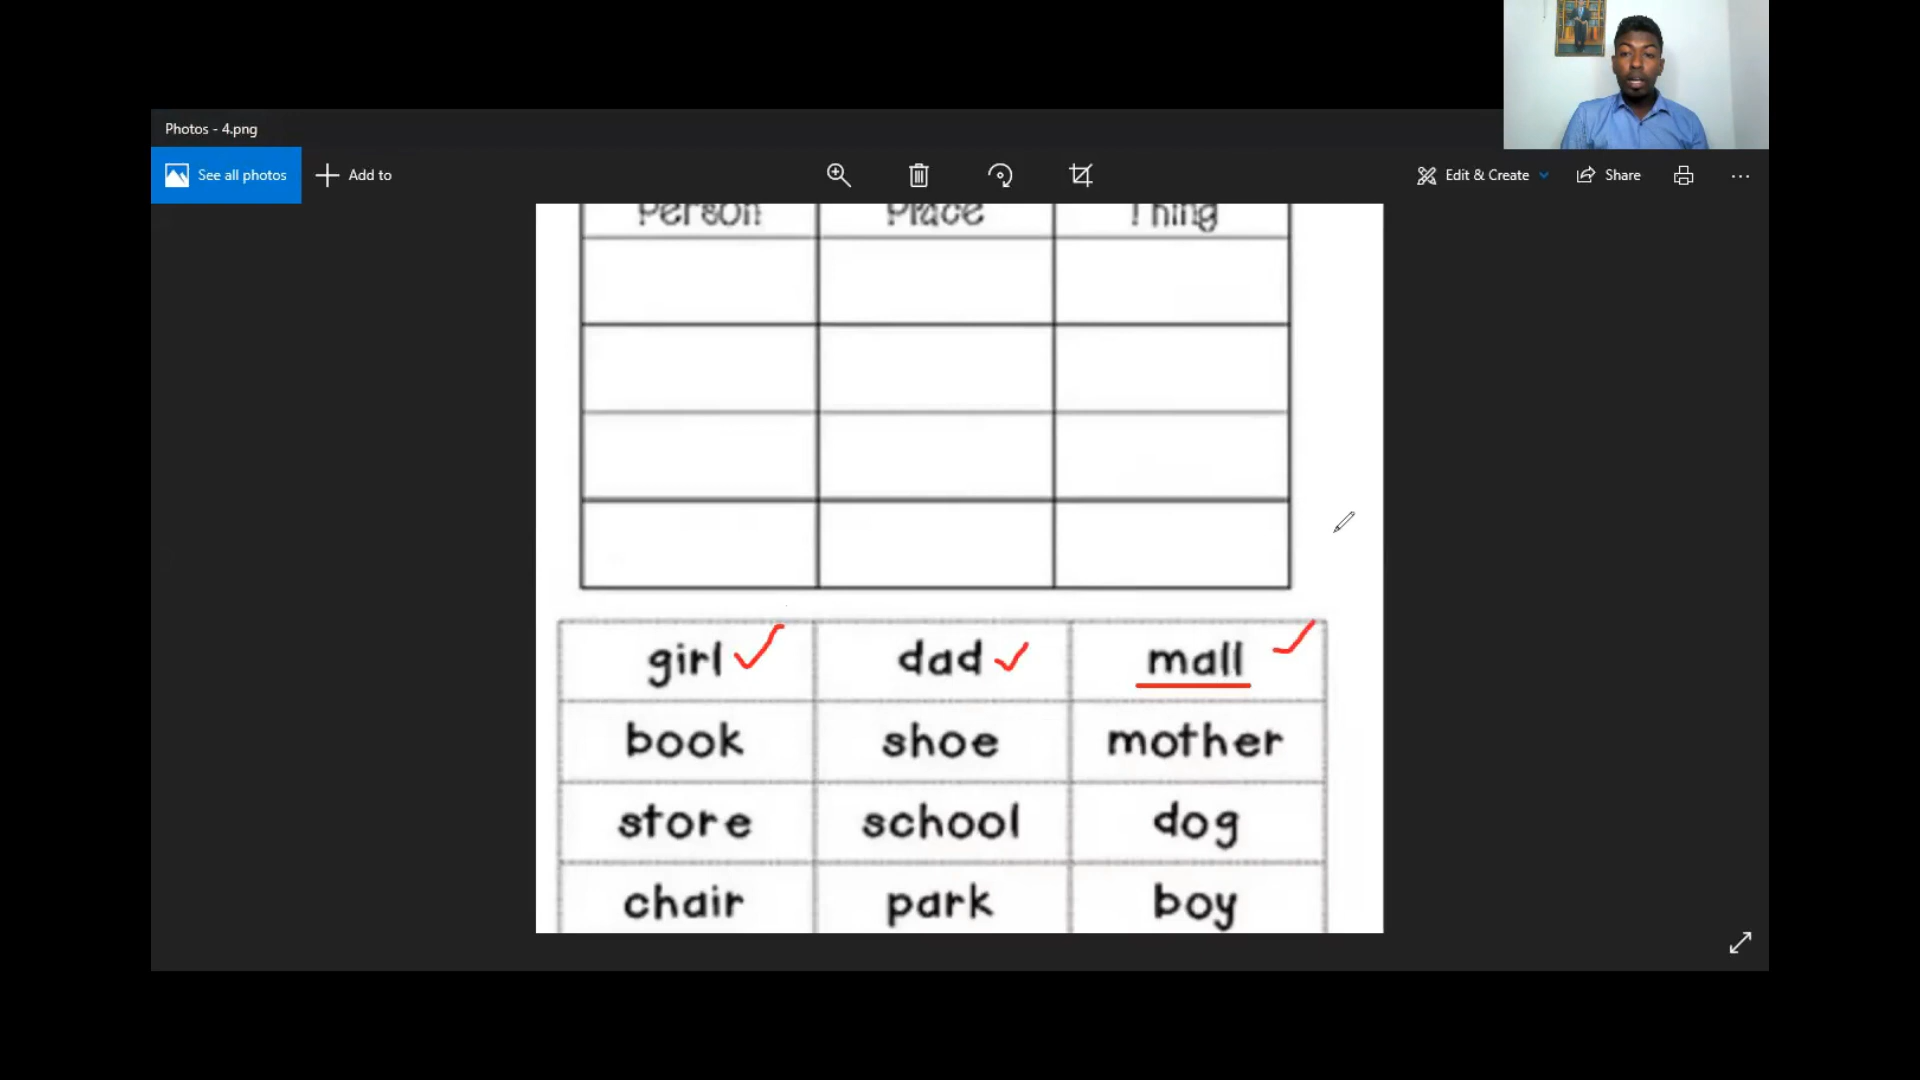 Photos - 4.png
See all photos
Add to
Edit & Create
Share
Person Place Thing
girl dad mall
book shoe mother
store school dog
chair park boy